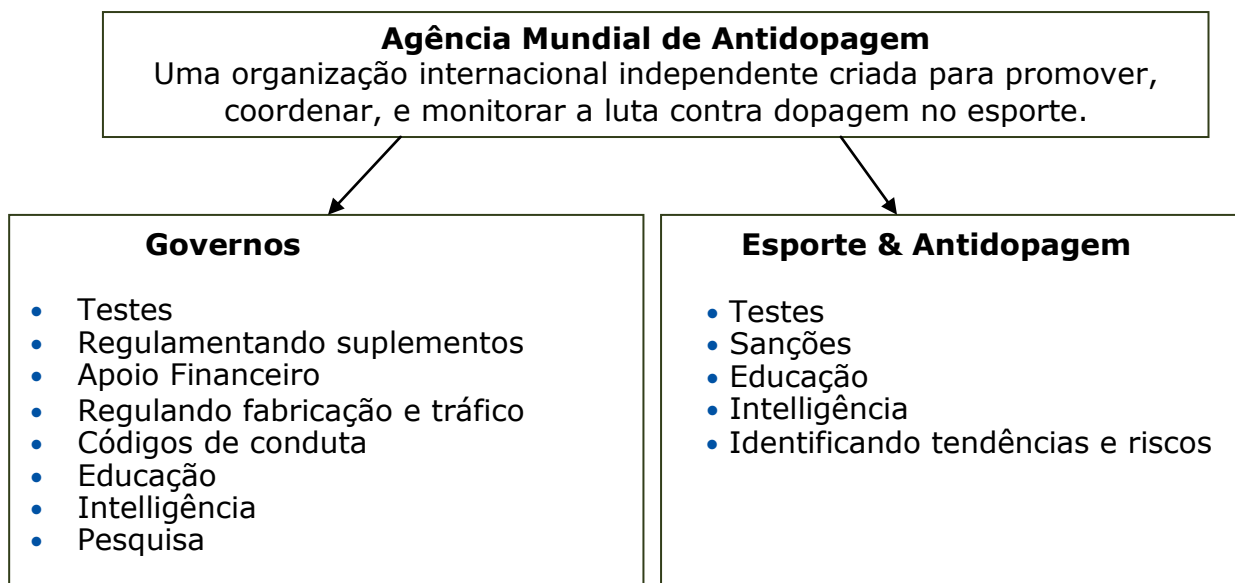 Agência Mundial de Antidopagem
Uma organização internacional independente criada para promover,
coordenar, e monitorar a luta contra dopagem no esporte.
Governos
• Testes
• Regulamentando suplementos
• Apoio Financeiro
• Regulando fabricação e tráfico
• Códigos de conduta
• Educação
• Intelligência
• Pesquisa
Esporte & Antidopagem
• Testes
• Sanções
• Educação
• Intelligência
• Identificando tendências e riscos